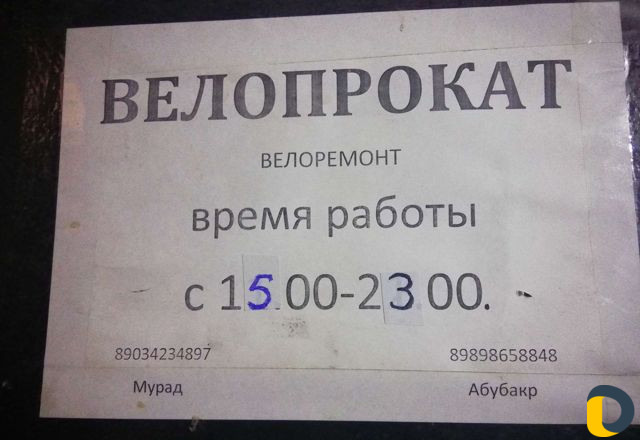 ВЕЛОПРОКАТ
ВЕЛОРЕМОНТ
время работы
с 15.00-23.00.
89034234897 89898658848
Мурад Абубакр